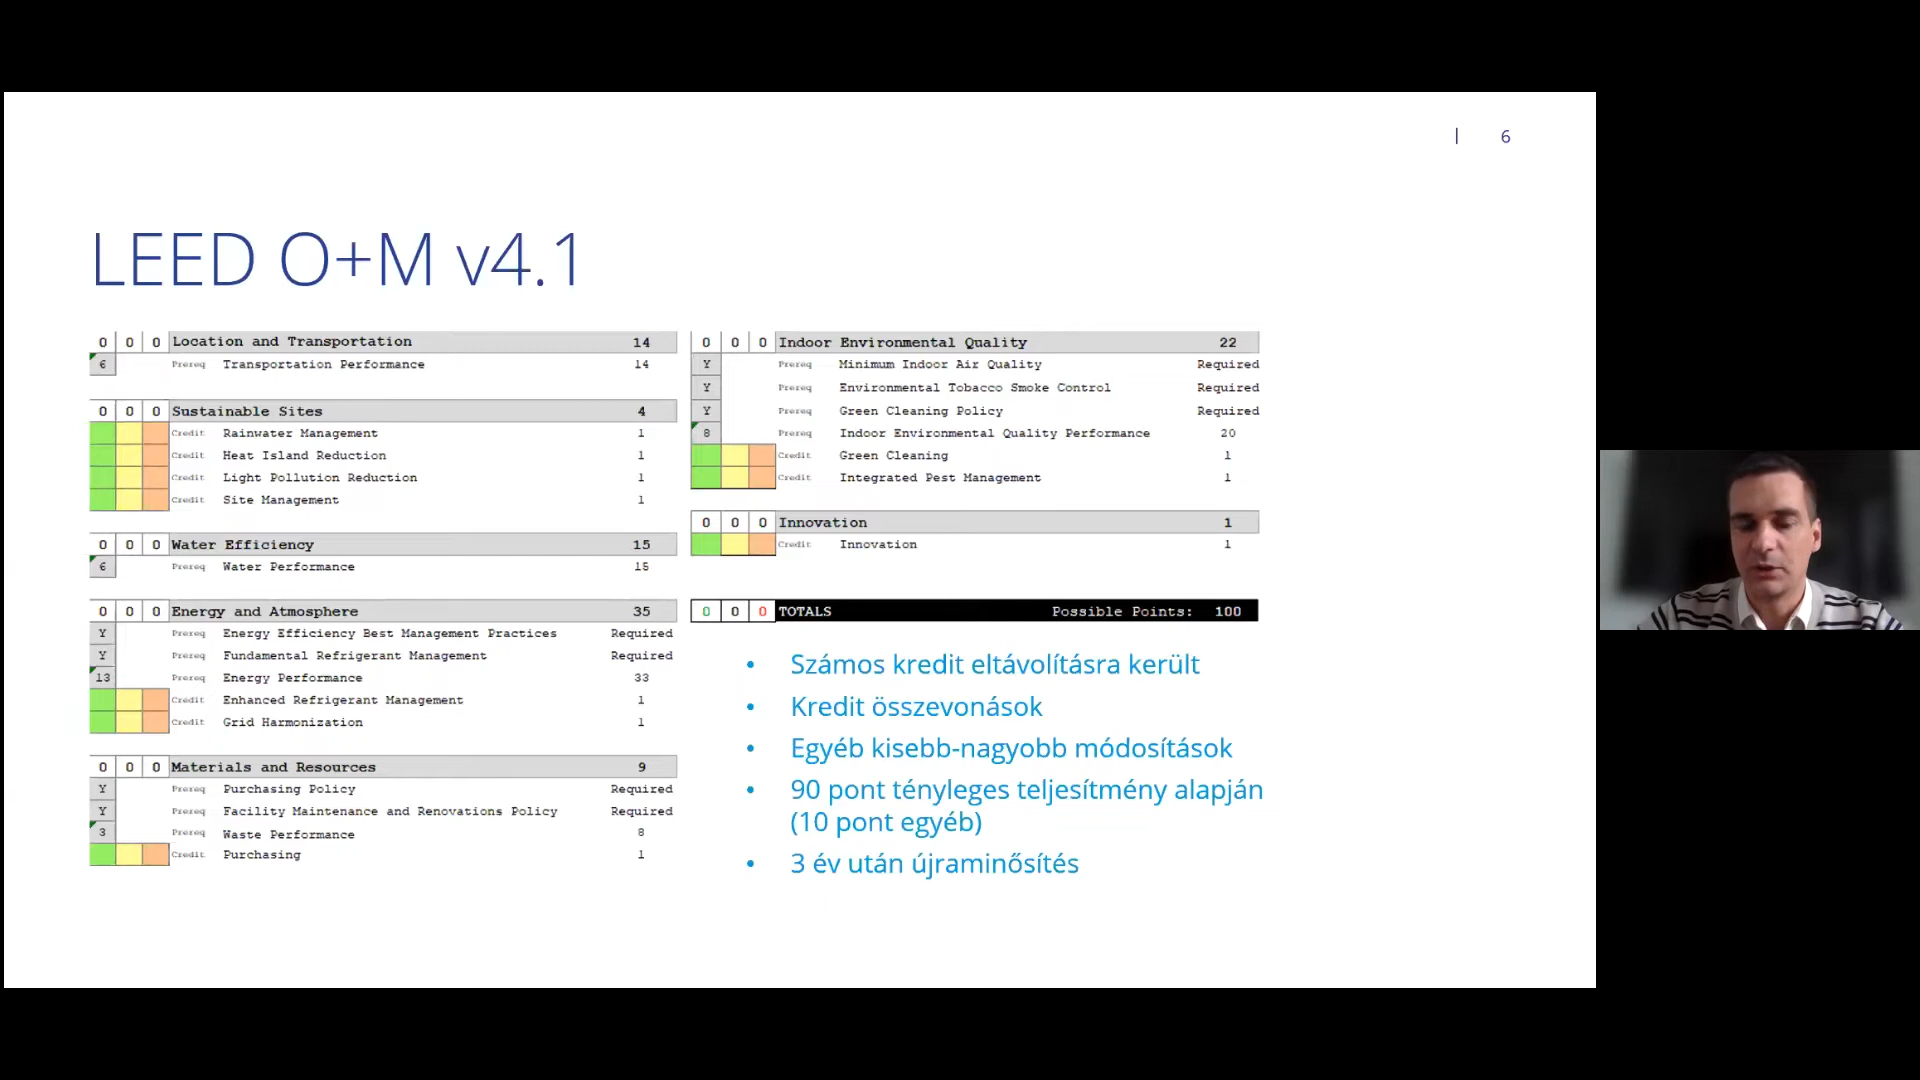 | 6
LEED O+M v4.1
0 0 0 Location and Transportation 14
6 Prereq Transportation Performance 14
0 0 0 Sustainable Sites 4
Credit Rainwater Management 1
Credit Heat Island Reduction 1
Credit Light Pollution Reduction 1
Credit Site Management 1
0 0 0 Water Efficiency 15
6 Prereq Water Performance 15
0 0 0 Energy and Atmosphere 35
Y Prereq Energy Efficiency Best Management Practices Required
Y Prereq Fundamental Refrigerant Management Required
13 Prereq Energy Performance 33
Credit Enhanced Refrigerant Management 1
Credit Grid Harmonization 1
0 0 0 Materials and Resources 9
Y Prereq Purchasing Policy Required
Y Prereq Facility Maintenance and Renovations Policy Required
3 Prereq Waste Performance 8
Credit Purchasing 1
0 0 0 Indoor Environmental Quality 22
Y Prereq Minimum Indoor Air Quality Required
Y Prereq Environmental Tobacco Smoke Control Required
Y Prereq Green Cleaning Policy Required
8 Prereq Indoor Environmental Quality Performance 20
Credit Green Cleaning 1
Credit Integrated Pest Management 1
0 0 0 Innovation 1
Credit Innovation 1
0 0 0 TOTALS Possible Points: 100
• Számos kredit eltávolításra került
• Kredit összevonások
• Egyéb kisebb-nagyobb módosítások
• 90 pont tényleges teljesítmény alapján
(10 pont egyéb)
• 3 év után újraminősítés